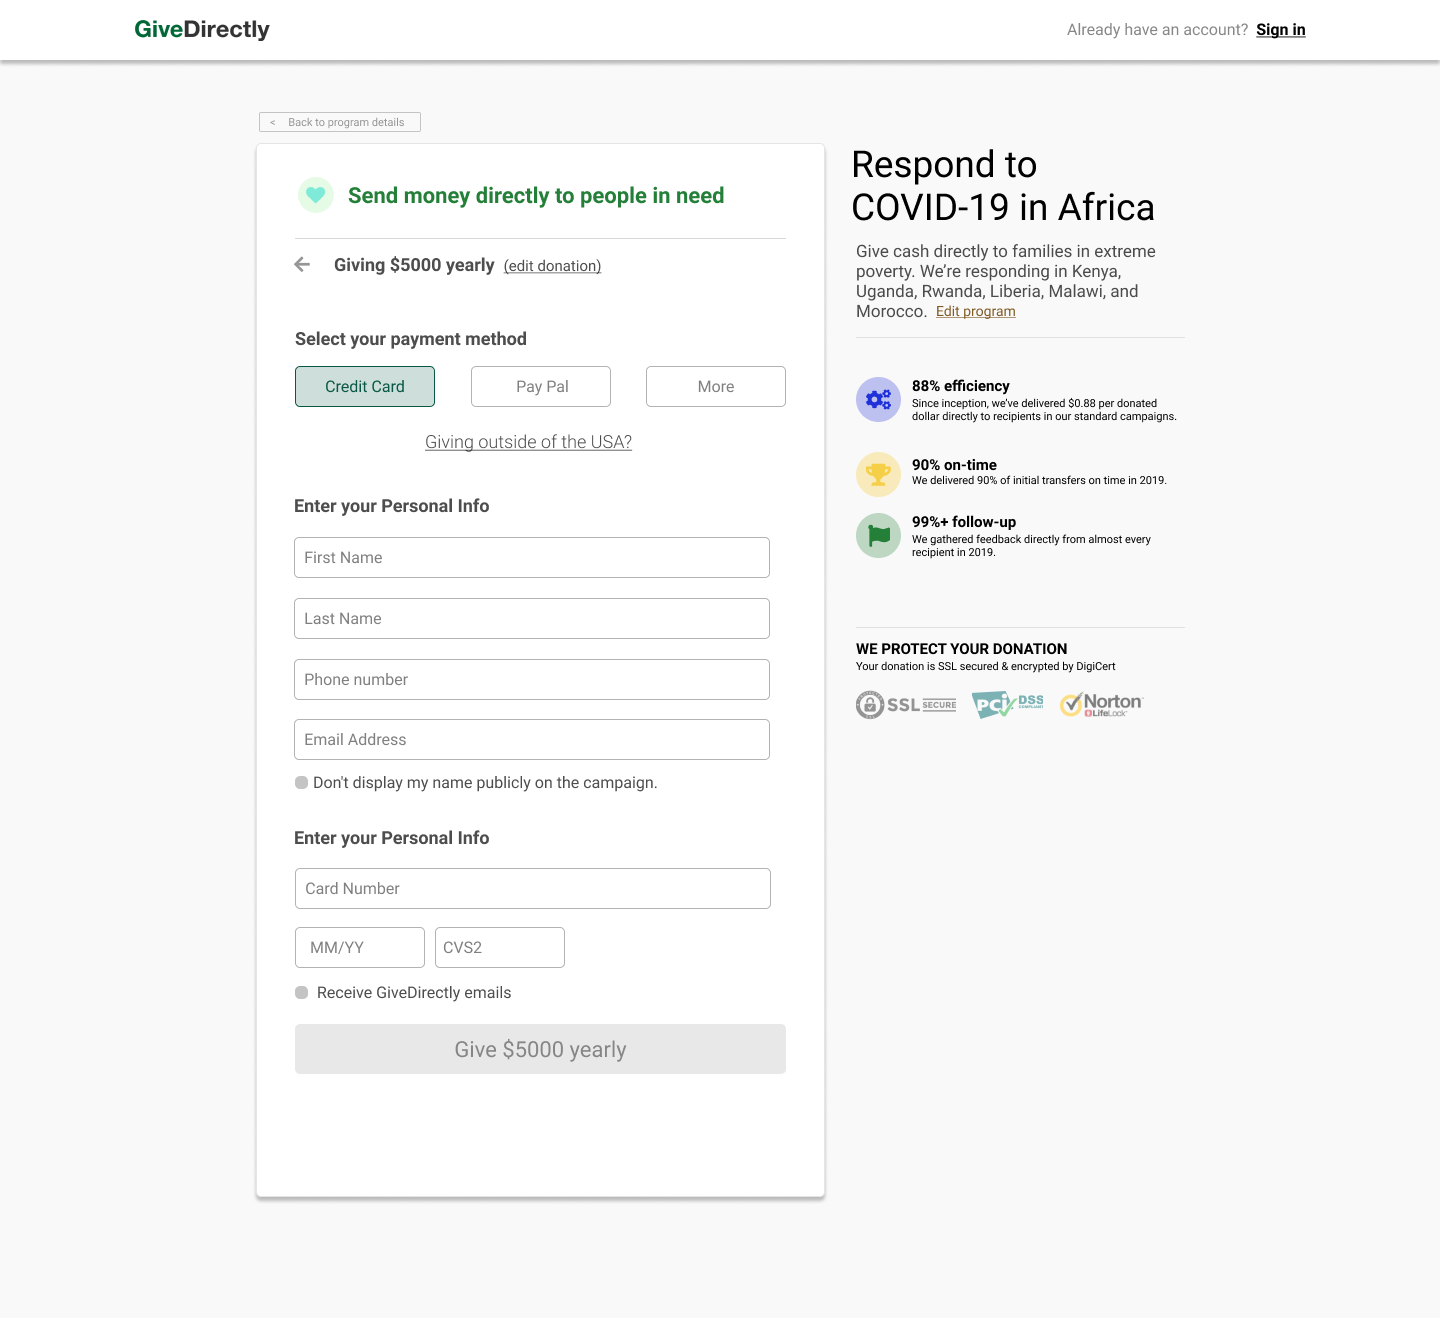 GiveDirectly
Already have an account? Sign in
< Back to program details
Send money directly to people in need
Giving $5000 yearly (edit donation)
Select your payment method
Credit Card
Pay Pal
More
Giving outside of the USA?
Enter your Personal Info
First Name
Last Name
Phone number
Email Address
Don't display my name publicly on the campaign.
Enter your Personal Info
Card Number
MM/YY
CVS2
Receive GiveDirectly emails
Give $5000 yearly
Respond to
COVID-19 in Africa
Give cash directly to families in extreme
poverty. We’re responding in Kenya,
Uganda, Rwanda, Liberia, Malawi, and
Morocco. Edit program
88% efficiency
Since inception, we’ve delivered $0.88 per donated
dollar directly to recipients in our standard campaigns.
90% on-time
We delivered 90% of initial transfers on time in 2019.
99%+ follow-up
We gathered feedback directly from almost every
recipient in 2019.
WE PROTECT YOUR DONATION
Your donation is SSL secured & encrypted by DigiCert
SSL SECURE
PCi DSS
COMPLIANT
Norton
LifeLock